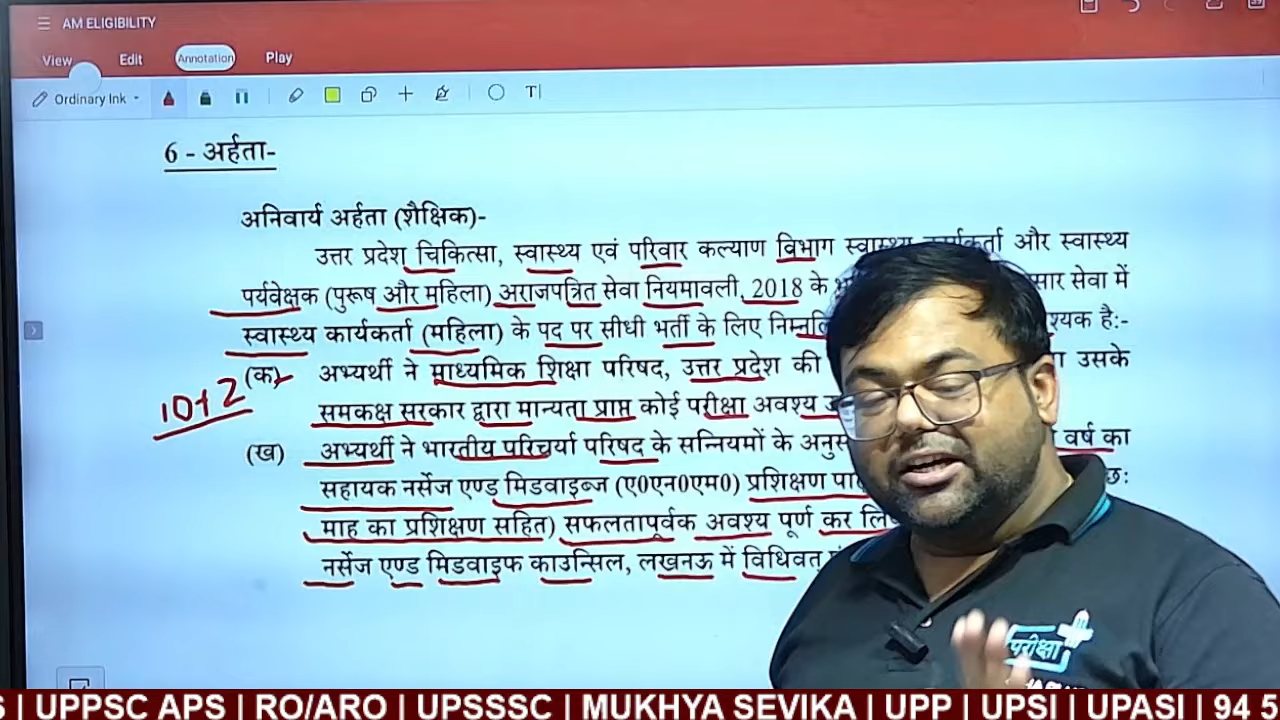 AM ELIGIBILITY
View Edit Annotation Play
Ordinary Ink T
6 - अर्हता-
अनिवार्य अर्हता (शैक्षिक)-
उत्तर प्रदेश चिकित्सा, स्वास्थ्य एवं परिवार कल्याण विभाग स्वास्थ्य कार्यकर्ता और स्वास्थ्य
पर्यवेक्षक (पुरूष और महिला) अराजपत्रित सेवा नियमावली, 2018 के सेवा में
स्वास्थ्य कार्यकर्ता (महिला) के पद पर सीधी भर्ती के लिए है:-
10+2 (क) अभ्यर्थी ने माध्यमिक शिक्षा परिषद, उत्तर प्रदेश की उसके
समकक्ष सरकार द्वारा मान्यता प्राप्त कोई परीक्षा अवश्य
(ख) अभ्यर्थी ने भारतीय परिचर्या परिषद के सन्नियमों के वर्ष का
सहायक नर्सेज एण्ड मिडवाइब्ज (ए0एन0एम0) प्रशिक्षण छः
माह का प्रशिक्षण सहित) सफलतापूर्वक अवश्य पूर्ण कर
नर्सेज एण्ड मिडवाइफ काउन्सिल, लखनऊ में विधिवत्
परीक्षा
S | UPPSC APS | RO/ARO | UPSSSC | MUKHYA SEVIKA | UPP | UPSI | UPASI | 94 5